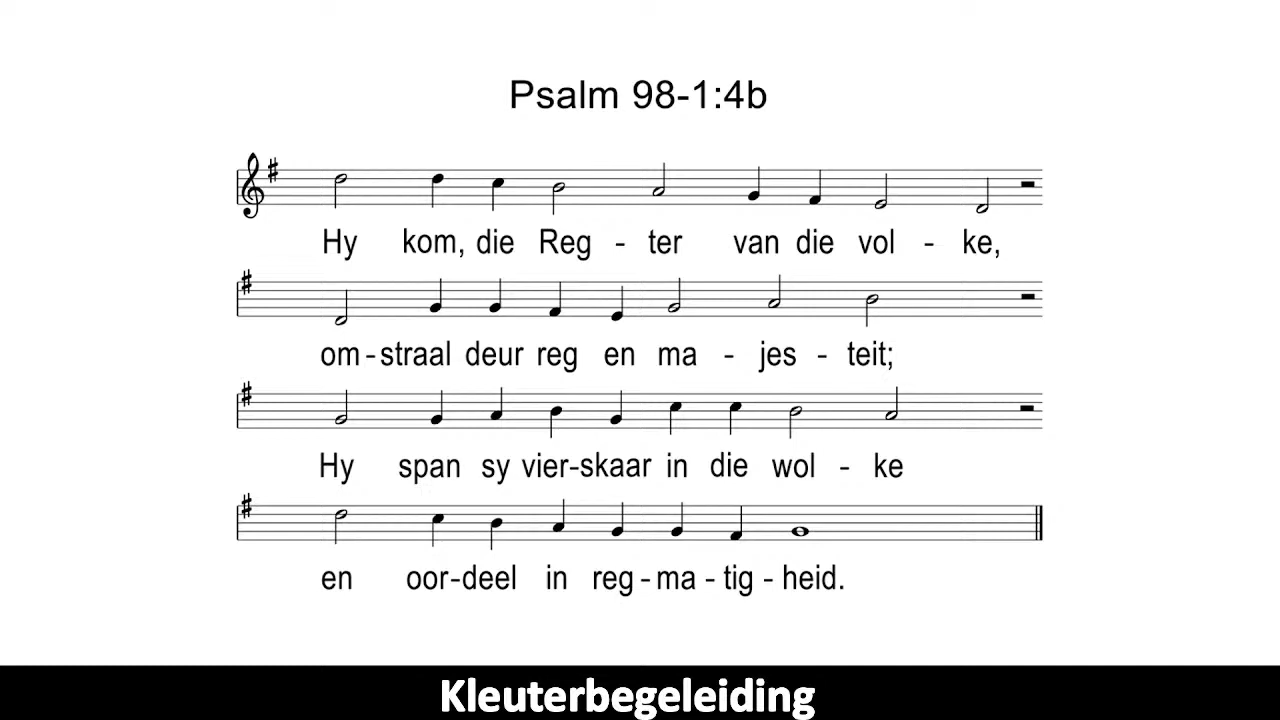 Psalm 98-1:4b
Hy kom, die Reg - ter van die vol - ke,
om - straal deur reg en ma - jes - teit;
Hy span sy vier-skaar in die wol - ke
en oor-deel in reg - ma - tig - heid.
Kleuterbegeleiding